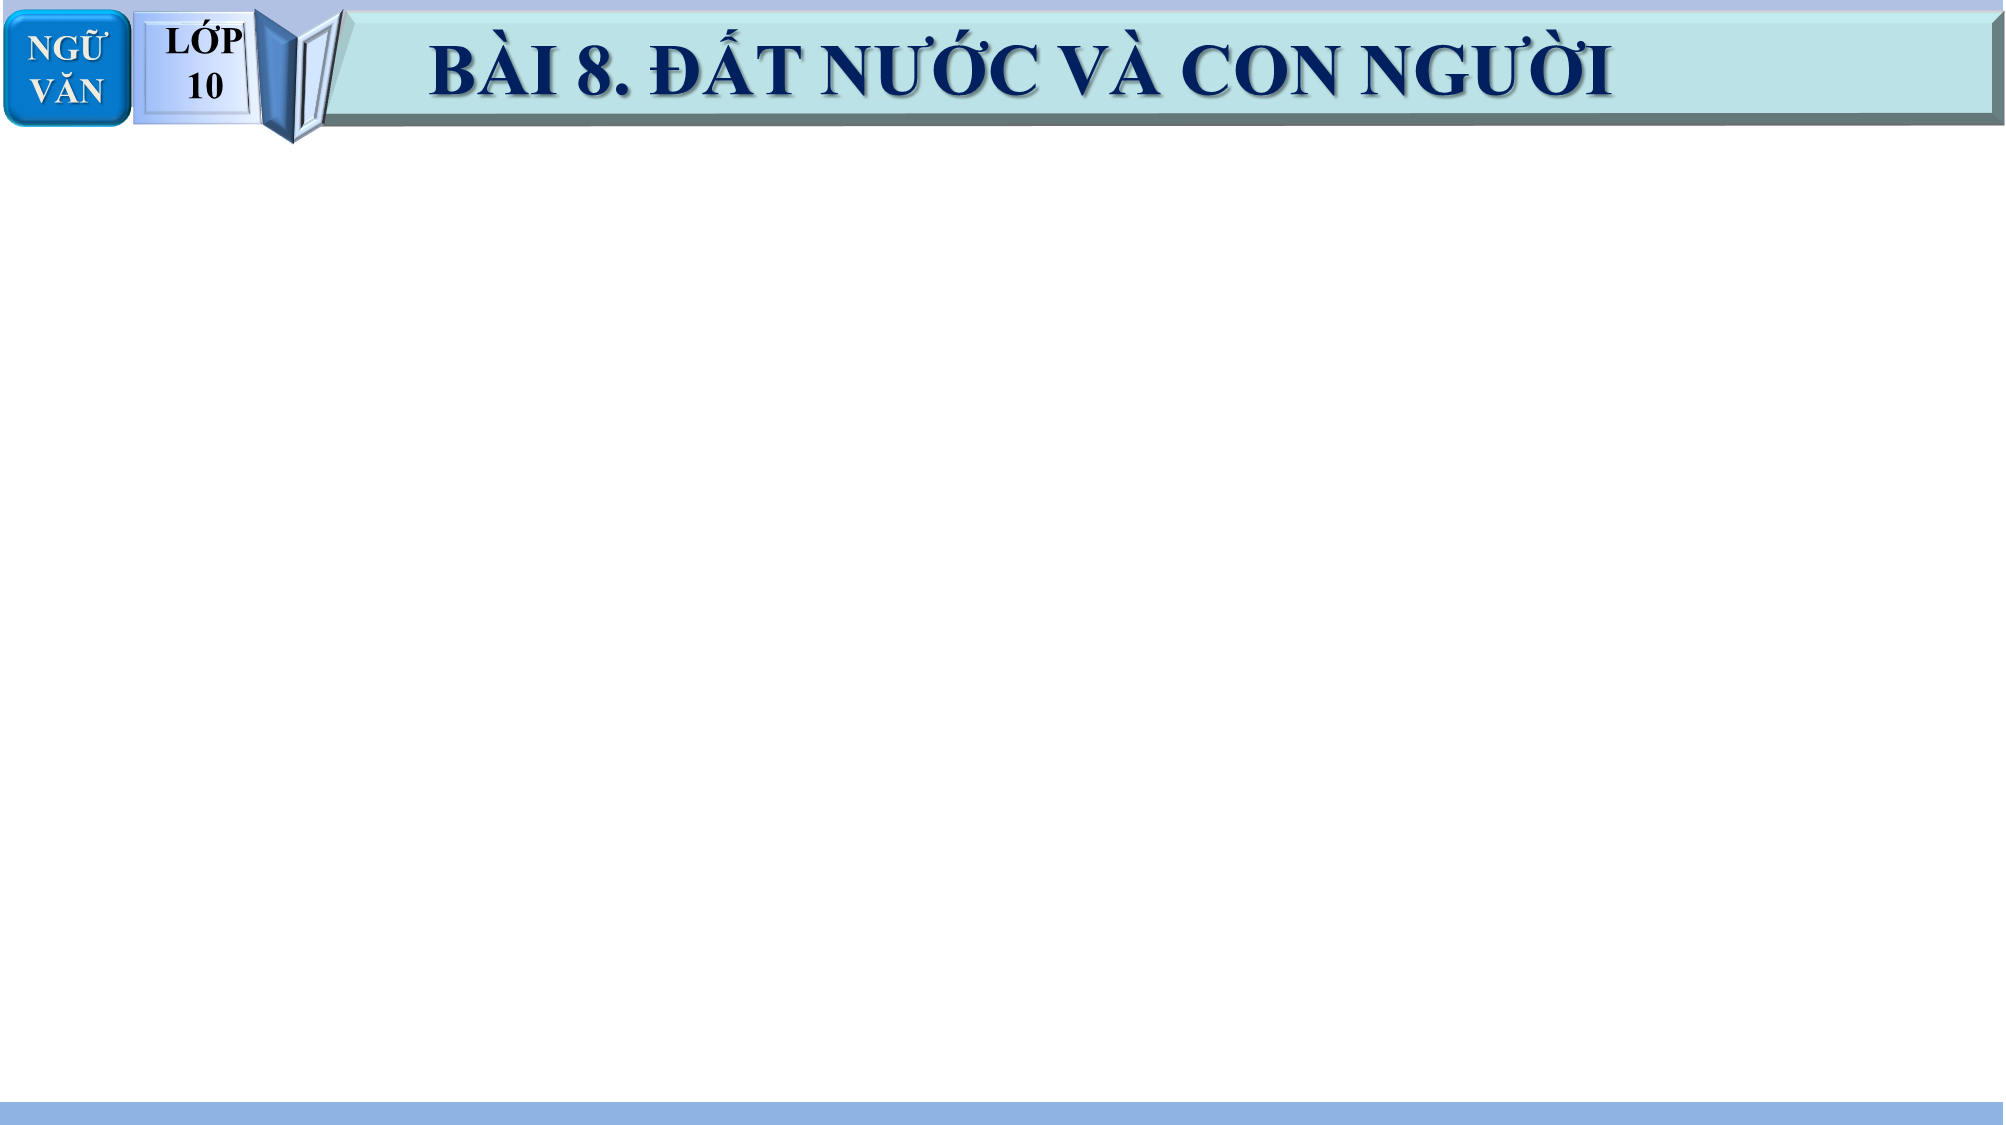 NGỮ
VĂN
LỚP
10
BÀI 8. ĐẤT NƯỚC VÀ CON NGƯỜI